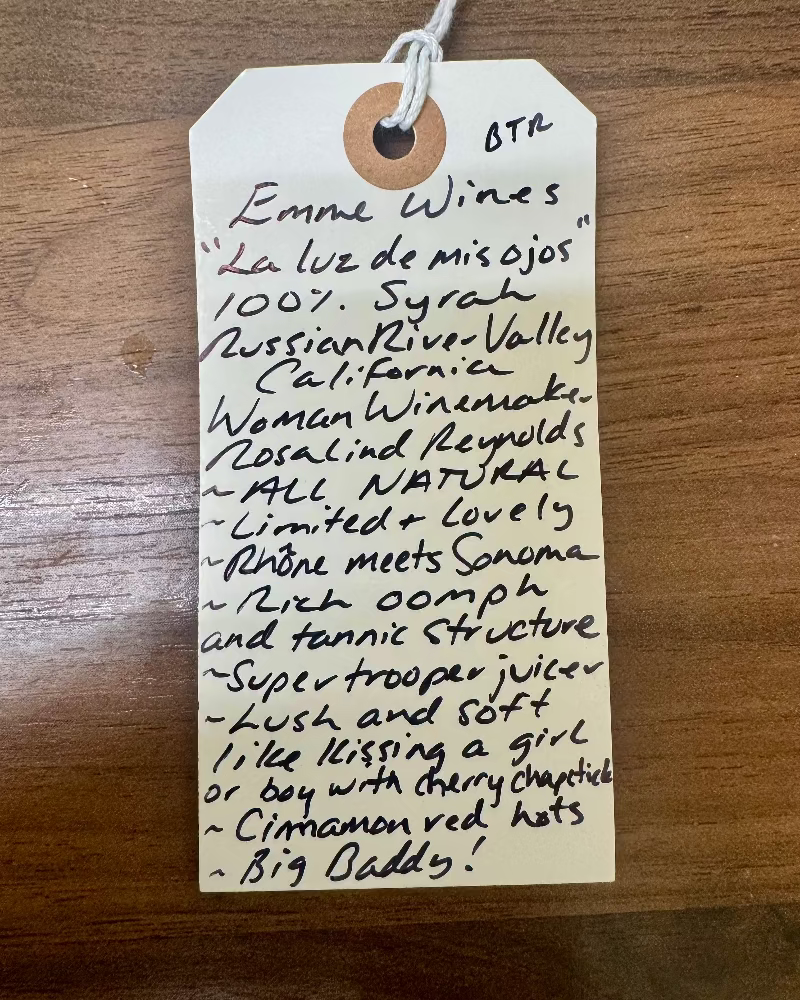 BTR
Emme Wines
"La luz de mis ojos"
100% Syrah
Russian River Valley
California
Woman Winemaker
Rosalind Reynolds
~ ALL NATURAL
~ Limited + Lovely
~ Rhône meets Sonoma
~ Rich oomph
and tannic structure
~ Super trooper juicer
~ Lush and soft
like kissing a girl
or boy with cherry chapstick
~ Cinnamon red hots
~ Big Baddy!